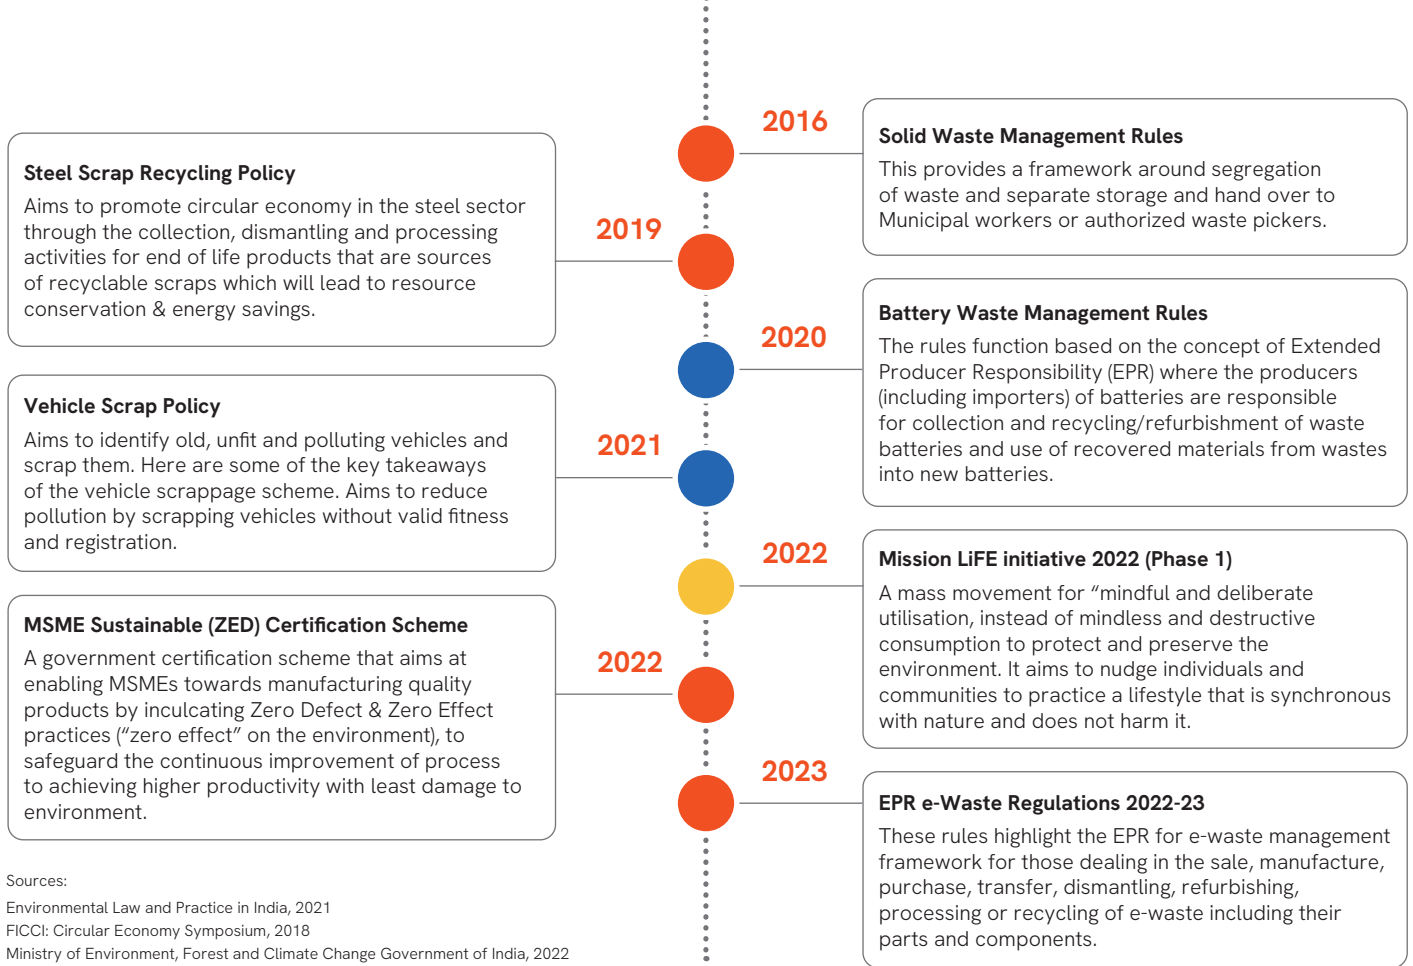 2016
Solid Waste Management Rules
This provides a framework around segregation
of waste and separate storage and hand over to
Municipal workers or authorized waste pickers.
Steel Scrap Recycling Policy
Aims to promote circular economy in the steel sector
through the collection, dismantling and processing
activities for end of life products that are sources
of recyclable scraps which will lead to resource
conservation & energy savings.
2019
2020
Battery Waste Management Rules
The rules function based on the concept of Extended
Producer Responsibility (EPR) where the producers
(including importers) of batteries are responsible
for collection and recycling/refurbishment of waste
batteries and use of recovered materials from wastes
into new batteries.
Vehicle Scrap Policy
Aims to identify old, unfit and polluting vehicles and
scrap them. Here are some of the key takeaways
of the vehicle scrappage scheme. Aims to reduce
pollution by scrapping vehicles without valid fitness
and registration.
2021
2022
Mission LiFE initiative 2022 (Phase 1)
A mass movement for “mindful and deliberate
utilisation, instead of mindless and destructive
consumption to protect and preserve the
environment. It aims to nudge individuals and
communities to practice a lifestyle that is synchronous
with nature and does not harm it.
MSME Sustainable (ZED) Certification Scheme
A government certification scheme that aims at
enabling MSMEs towards manufacturing quality
products by inculcating Zero Defect & Zero Effect
practices (“zero effect” on the environment), to
safeguard the continuous improvement of process
to achieving higher productivity with least damage to
environment.
2022
2023
EPR e-Waste Regulations 2022-23
These rules highlight the EPR for e-waste management
framework for those dealing in the sale, manufacture,
purchase, transfer, dismantling, refurbishing,
processing or recycling of e-waste including their
parts and components.
Sources:
Environmental Law and Practice in India, 2021
FICCI: Circular Economy Symposium, 2018
Ministry of Environment, Forest and Climate Change Government of India, 2022